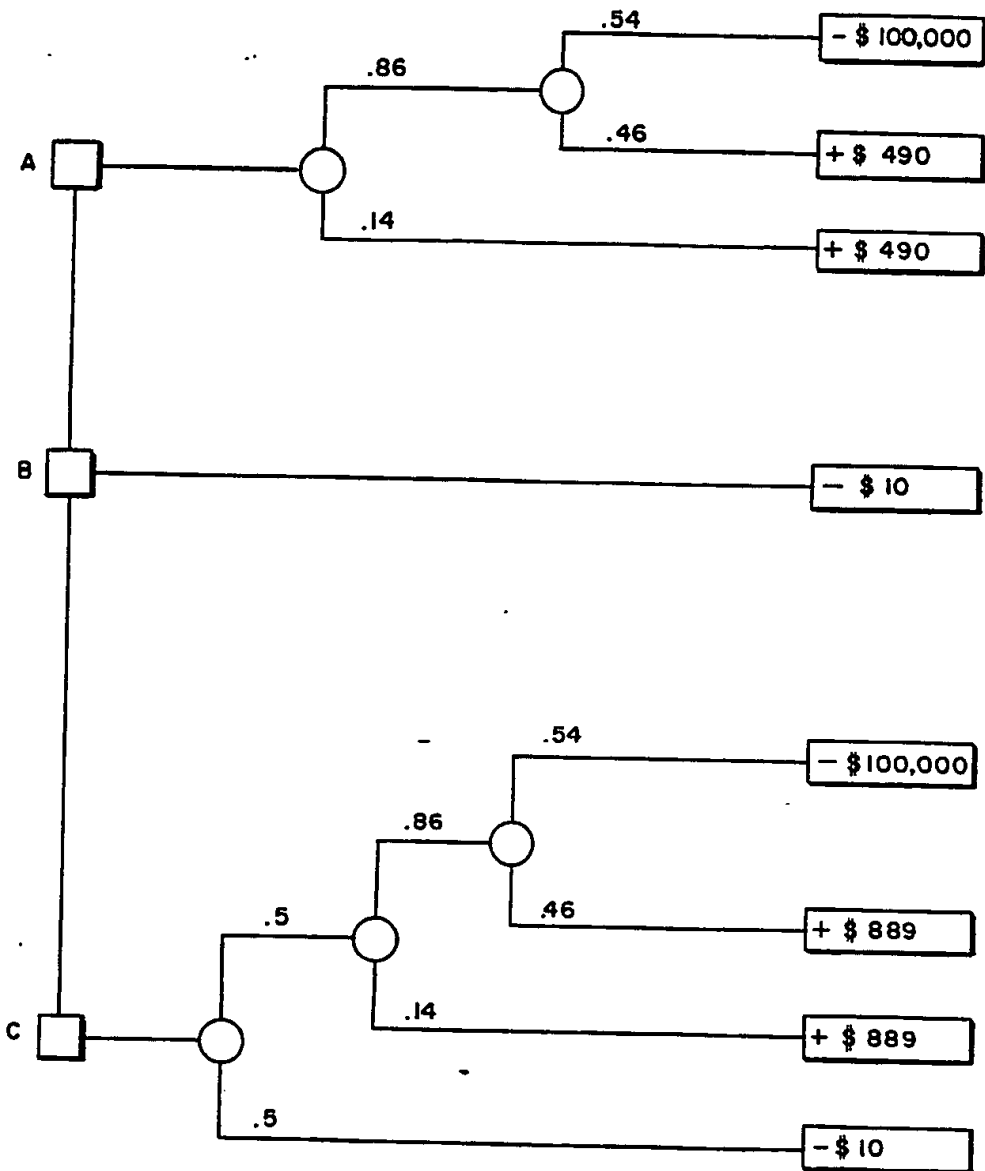 .54
- $ 100,000
.86
.46
+ $ 490
A
.14
+ $ 490
B
- $ 10
.54
- $100,000
.86
.46
+ $ 889
.5
.14
+ $ 889
C
.5
- $ 10